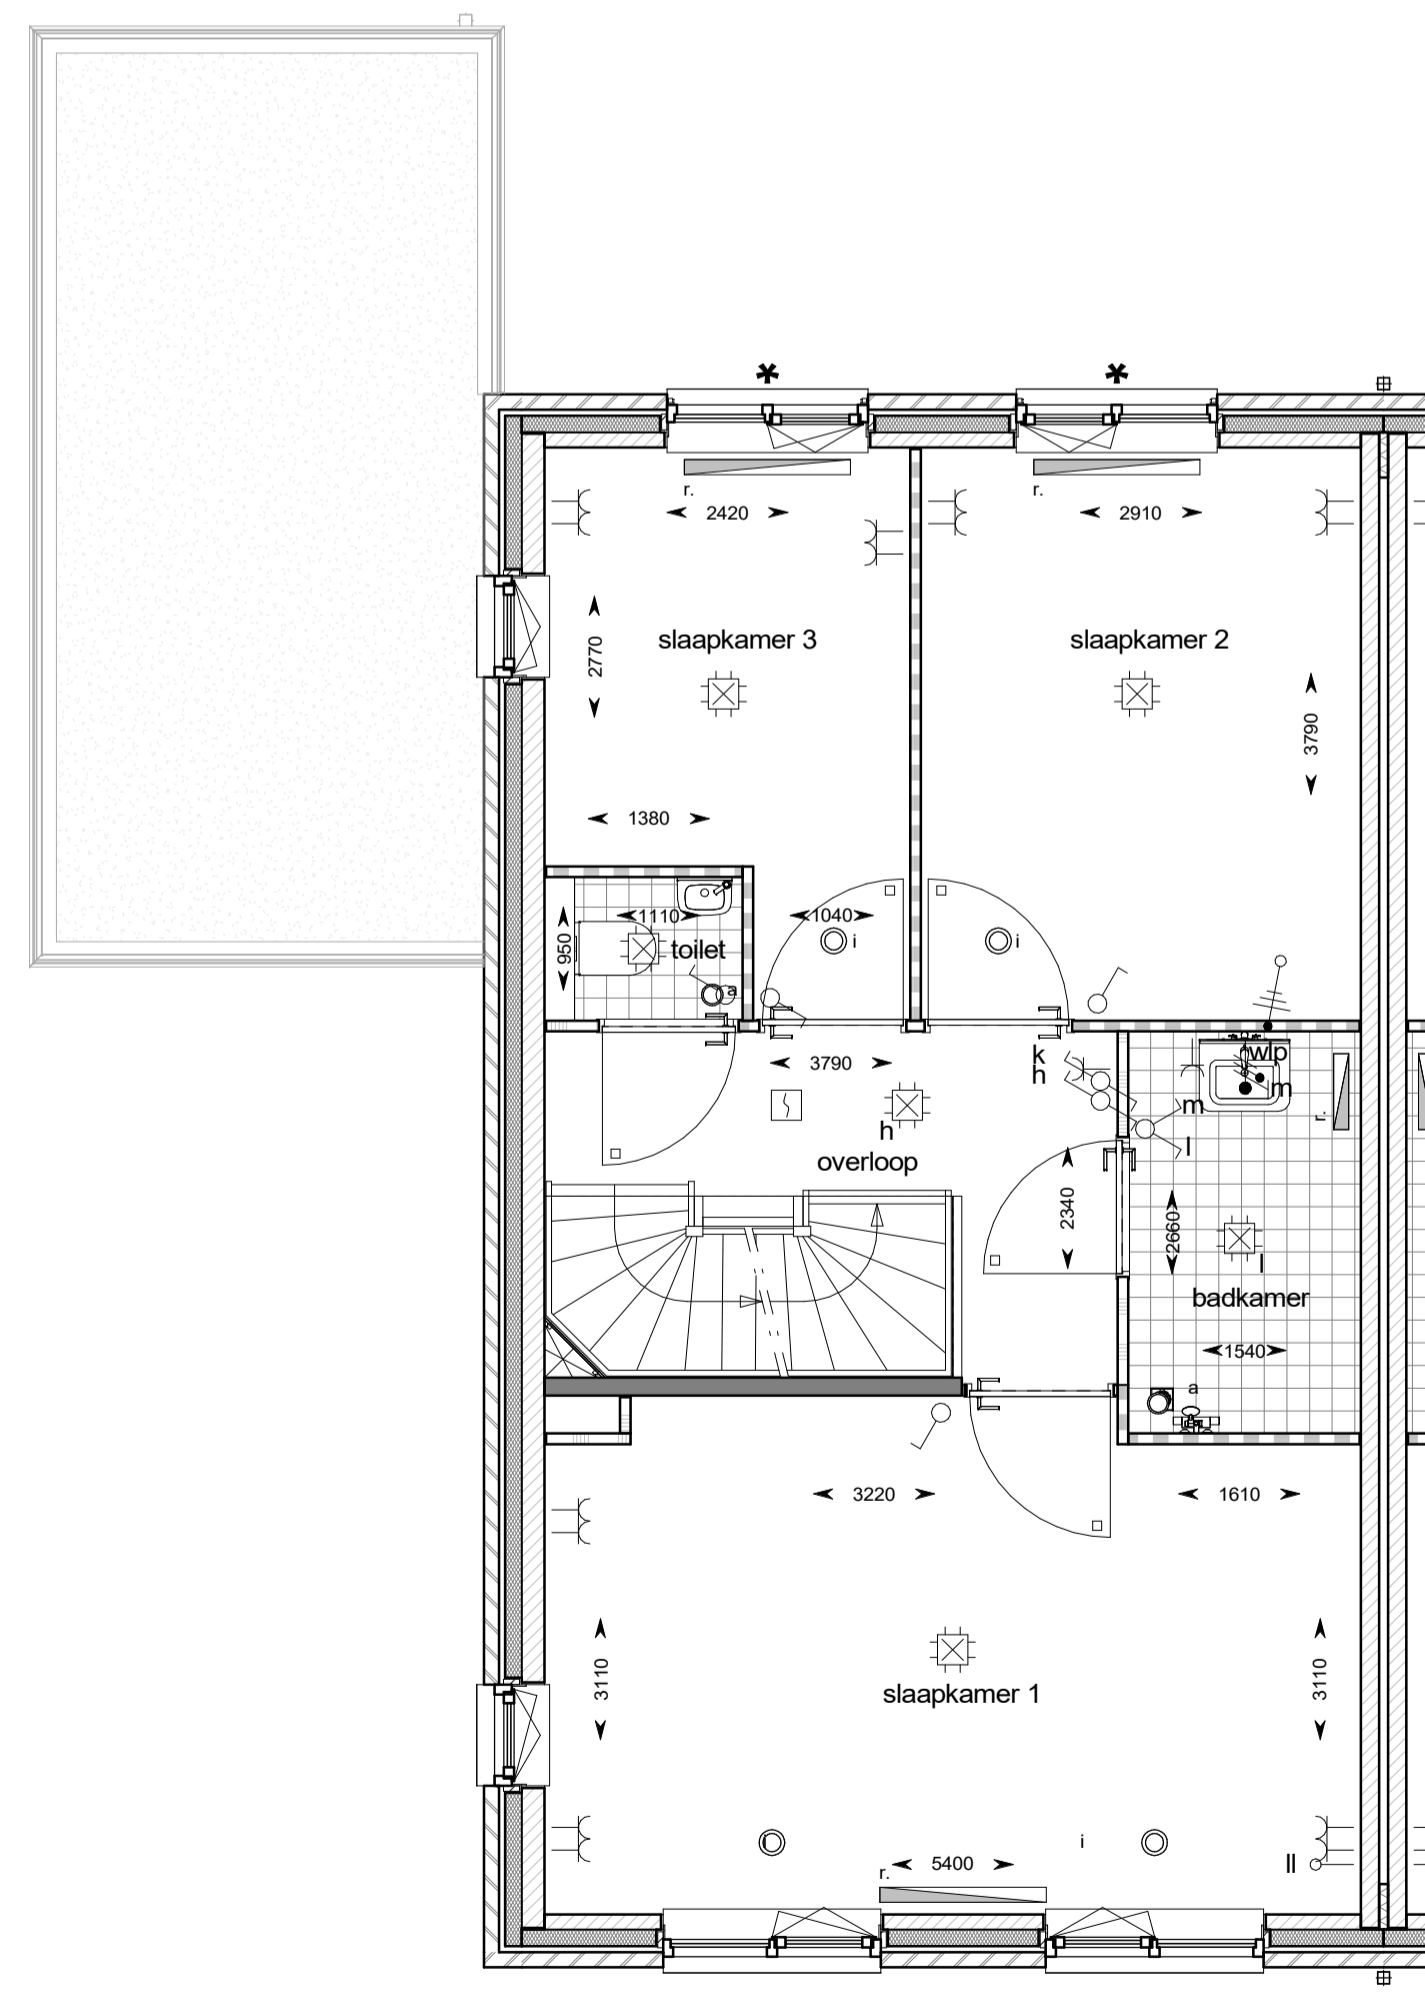 *
*
r.
r.
2420
2910
slaapkamer 3
slaapkamer 2
2770
3790
1380
1110
1040
950
toilet
i
i
a
3790
k
h
wlp
m
m
l
r.
h
overloop
2340
2660
l
badkamer
1540
a
3220
1610
3110
3110
slaapkamer 1
i
i
ll
5400
r.